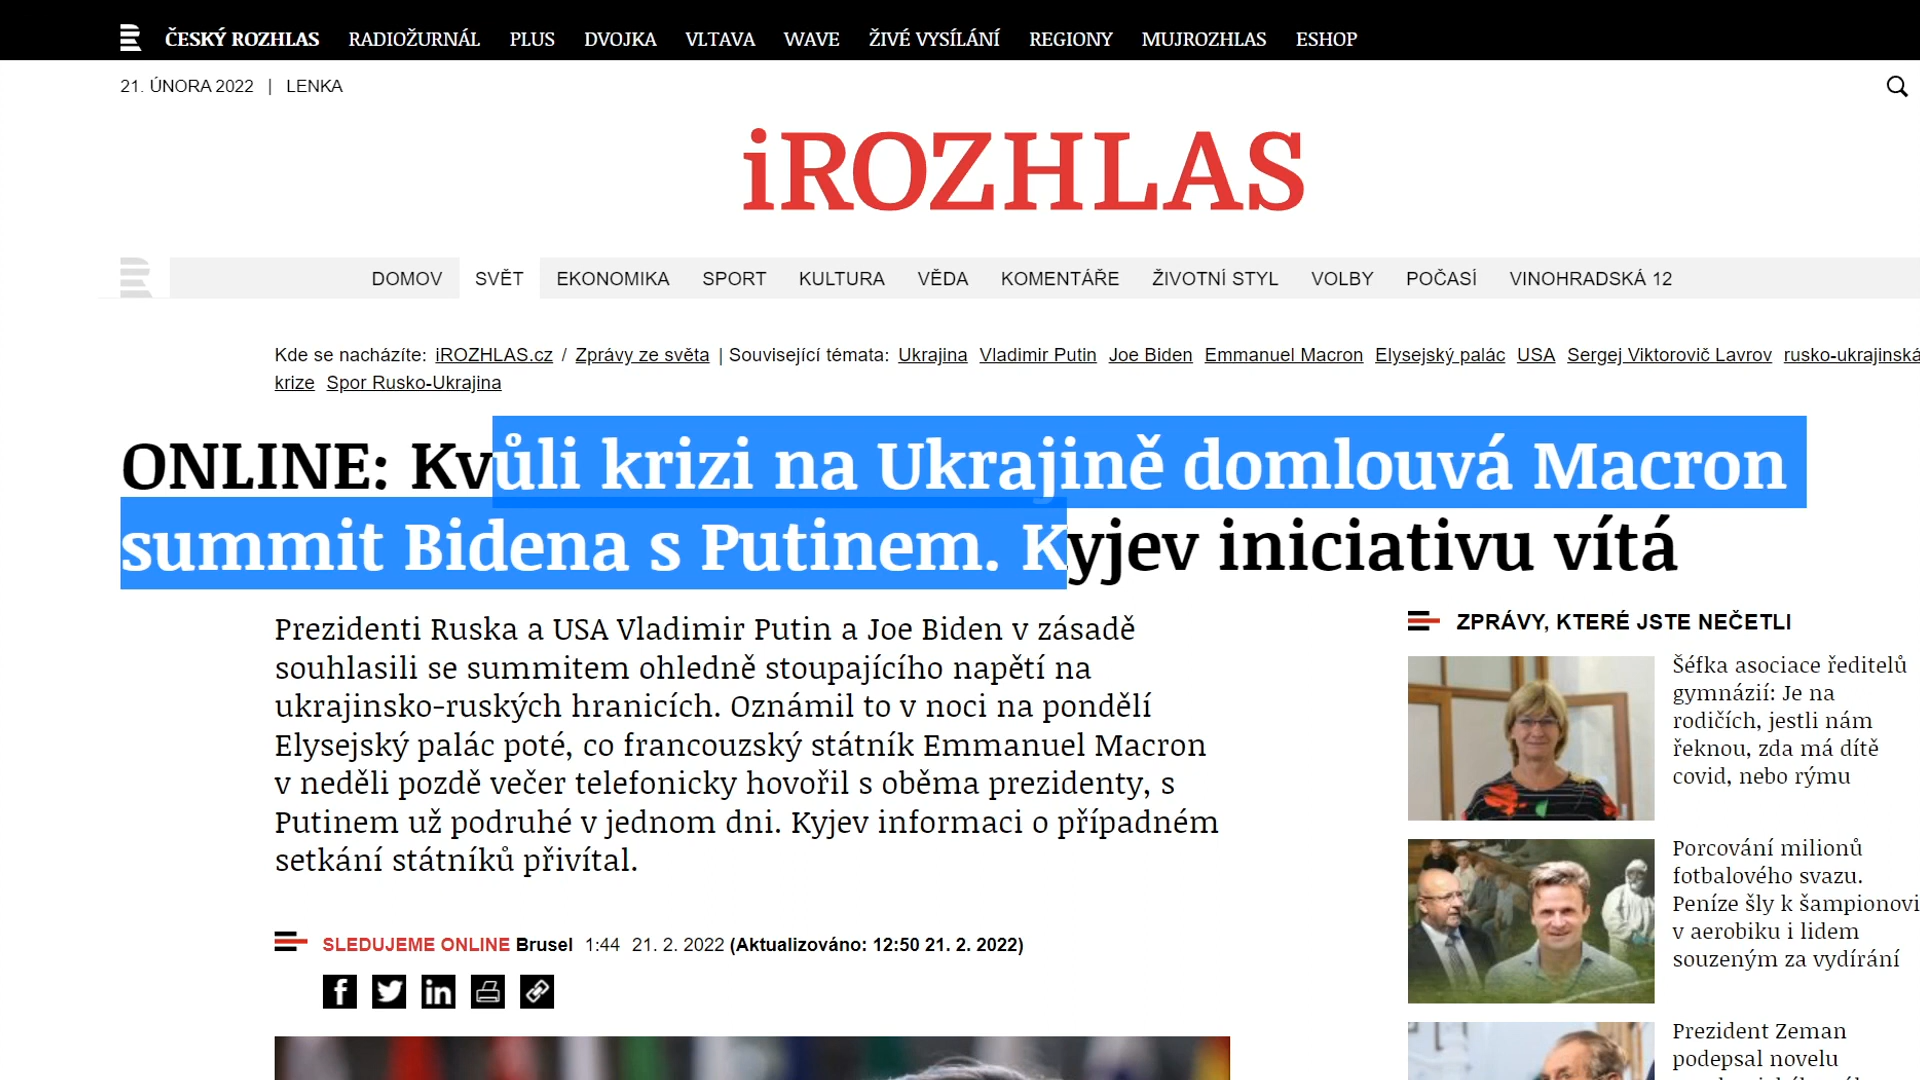 ČESKÝ ROZHLAS RADIOŽURNÁL PLUS DVOJKA VLTAVA WAVE ŽIVÉ VYSÍLÁNÍ REGIONY MUJROZHLAS ESHOP
21. ÚNORA 2022 | LENKA
iROZHLAS
DOMOV SVĚT EKONOMIKA SPORT KULTURA VĚDA KOMENTÁŘE ŽIVOTNÍ STYL VOLBY POČASÍ VINOHRADSKÁ 12
Kde se nacházíte: iROZHLAS.cz / Zprávy ze světa | Související témata: Ukrajina Vladimir Putin Joe Biden Emmanuel Macron Elysejský palác USA Sergej Viktorovič Lavrov rusko-ukrajinská
krize Spor Rusko-Ukrajina
ONLINE: Kvůli krizi na Ukrajině domlouvá Macron
summit Bidena s Putinem. Kyjev iniciativu vítá
Prezidenti Ruska a USA Vladimir Putin a Joe Biden v zásadě
souhlasili se summitem ohledně stoupajícího napětí na
ukrajinsko-ruských hranicích. Oznámil to v noci na pondělí
Elysejský palác poté, co francouzský státník Emmanuel Macron
v neděli pozdě večer telefonicky hovořil s oběma prezidenty, s
Putinem už podruhé v jednom dni. Kyjev informaci o případném
setkání státníků přivítal.
SLEDUJEME ONLINE Brusel 1:44 21. 2. 2022 (Aktualizováno: 12:50 21. 2. 2022)
ZPRÁVY, KTERÉ JSTE NEČETLI
Šéfka asociace ředitelů
gymnázií: Je na
rodičích, jestli nám
řeknou, zda má dítě
covid, nebo rýmu
Porcování milionů
fotbalového svazu.
Peníze šly k šampionovi
v aerobiku i lidem
souzeným za vydírání
Prezident Zeman
podepsal novelu